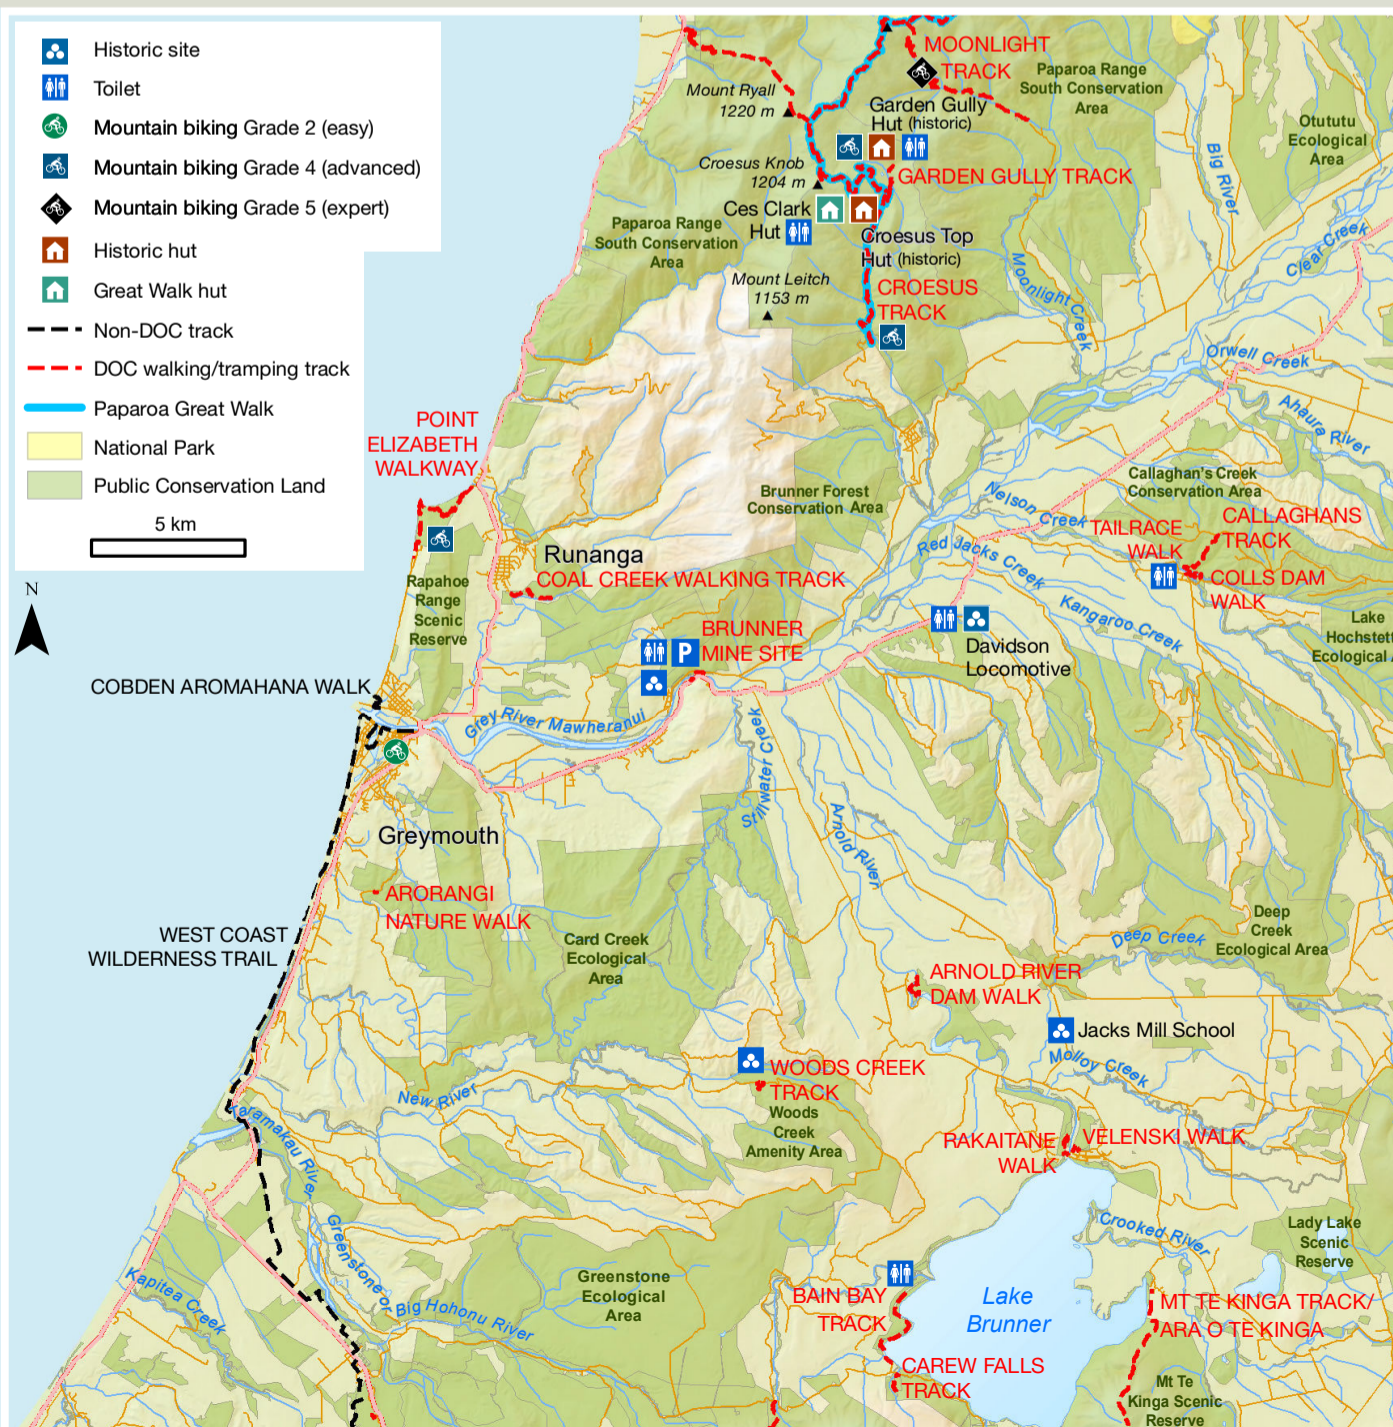 Historic site
Toilet
Mountain biking Grade 2 (easy)
Mountain biking Grade 4 (advanced)
Mountain biking Grade 5 (expert)
Historic hut
Great Walk hut
Non-DOC track
DOC walking/tramping track
Paparoa Great Walk
National Park
Public Conservation Land
5 km
N
MOONLIGHT
TRACK
Paparoa Range
South Conservation
Area
Mount Ryall
1220 m
Garden Gully
Hut (historic)
Otututu
Ecological
Area
Big River
Croesus Knob
1204 m
GARDEN GULLY TRACK
Ces Clark
Hut
Paparoa Range
South Conservation
Area
Croesus Top
Hut (historic)
Clear Creek
Moonlight Creek
Mount Leitch
1153 m
CROESUS
TRACK
Orwell Creek
Ahaura River
POINT
ELIZABETH
WALKWAY
Callaghan's Creek
Conservation Area
Brunner Forest
Conservation Area
Nelson Creek
TAILRACE
WALK
CALLAGHANS
TRACK
Red Jacks Creek
COLLS DAM
WALK
Runanga
COAL CREEK WALKING TRACK
Rapahoe
Range
Scenic
Reserve
Kangaroo Creek
Lake
Hochstett
Ecological A
P
BRUNNER
MINE SITE
Davidson
Locomotive
COBDEN AROMAHANA WALK
Grey River Mawheranui
Stillwater Creek
Arnold River
Greymouth
ARORANGI
NATURE WALK
WEST COAST
WILDERNESS TRAIL
Card Creek
Ecological
Area
Deep
Creek
Ecological Area
Deep Creek
ARNOLD RIVER
DAM WALK
Jacks Mill School
Molloy Creek
WOODS CREEK
TRACK
Woods
Creek
Amenity Area
New River
Taramakau River
RAKAITANE
WALK
VELENSKI WALK
Greenstone or
Big Hohonu River
Crooked River
Lady Lake
Scenic
Reserve
Kapitea Creek
Greenstone
Ecological
Area
BAIN BAY
TRACK
Lake
Brunner
MT TE KINGA TRACK/
ARA O TE KINGA
CAREW FALLS
TRACK
Mt Te
Kinga Scenic
Reserve